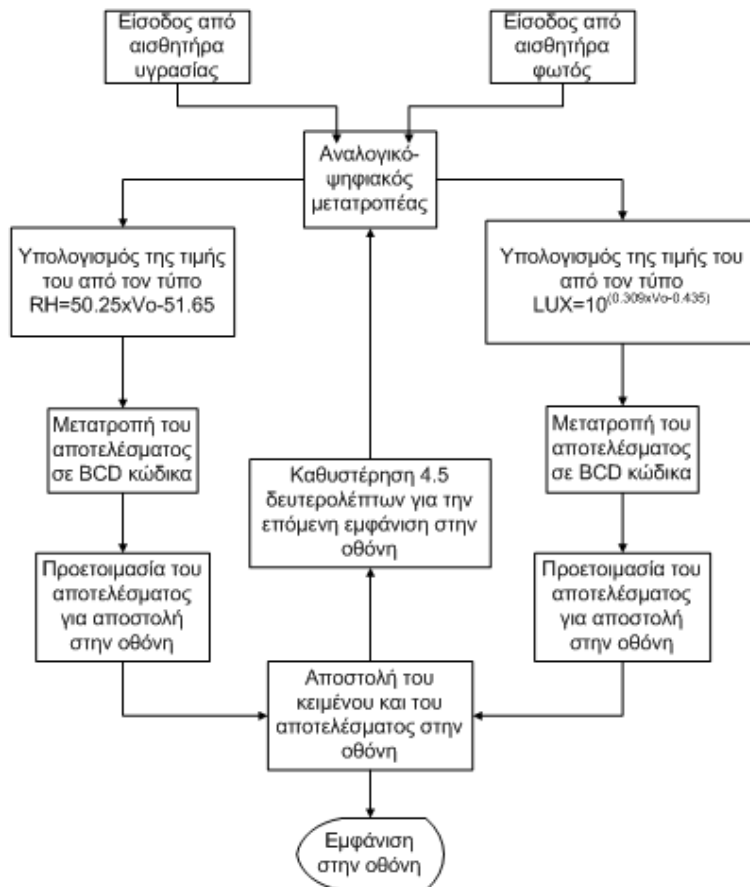 Είσοδος από
αισθητήρα
υγρασίας
Είσοδος από
αισθητήρα
φωτός
Αναλογικό-
ψηφιακός
μετατροπέας
Υπολογισμός της τιμής
του από τον τύπο
RH=50.25xVo-51.65
Υπολογισμός της τιμής του
από τον τύπο
LUX=10^(0.309xVo-0.435)
Μετατροπή του
αποτελέσματος
σε BCD κώδικα
Καθυστέρηση 4.5
δευτερολέπτων για την
επόμενη εμφάνιση στην
οθόνη
Μετατροπή του
αποτελέσματος
σε BCD κώδικα
Προετοιμασία του
αποτελέσματος
για αποστολή
στην οθόνη
Προετοιμασία του
αποτελέσματος
για αποστολή
στην οθόνη
Αποστολή του
κειμένου και του
αποτελέσματος στην
οθόνη
Εμφάνιση
στην οθόνη